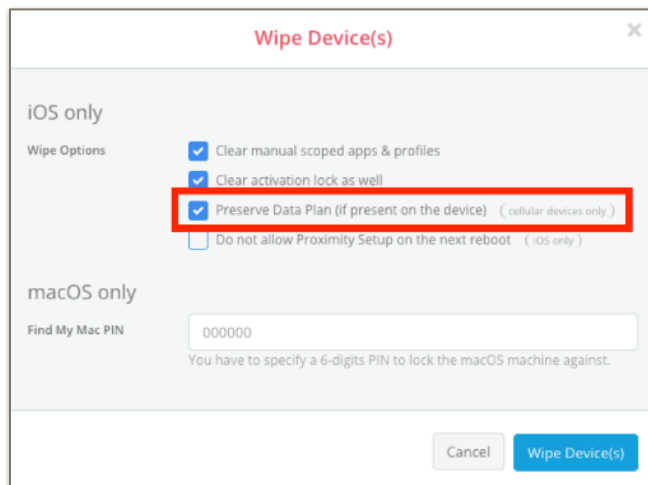 Wipe Device(s)
×
iOS only
Wipe Options
Clear manual scoped apps & profiles
Clear activation lock as well
Preserve Data Plan (if present on the device) ( cellular devices only )
Do not allow Proximity Setup on the next reboot ( iOS only )
macOS only
Find My Mac PIN
000000
You have to specify a 6-digits PIN to lock the macOS machine against.
Cancel Wipe Device(s)